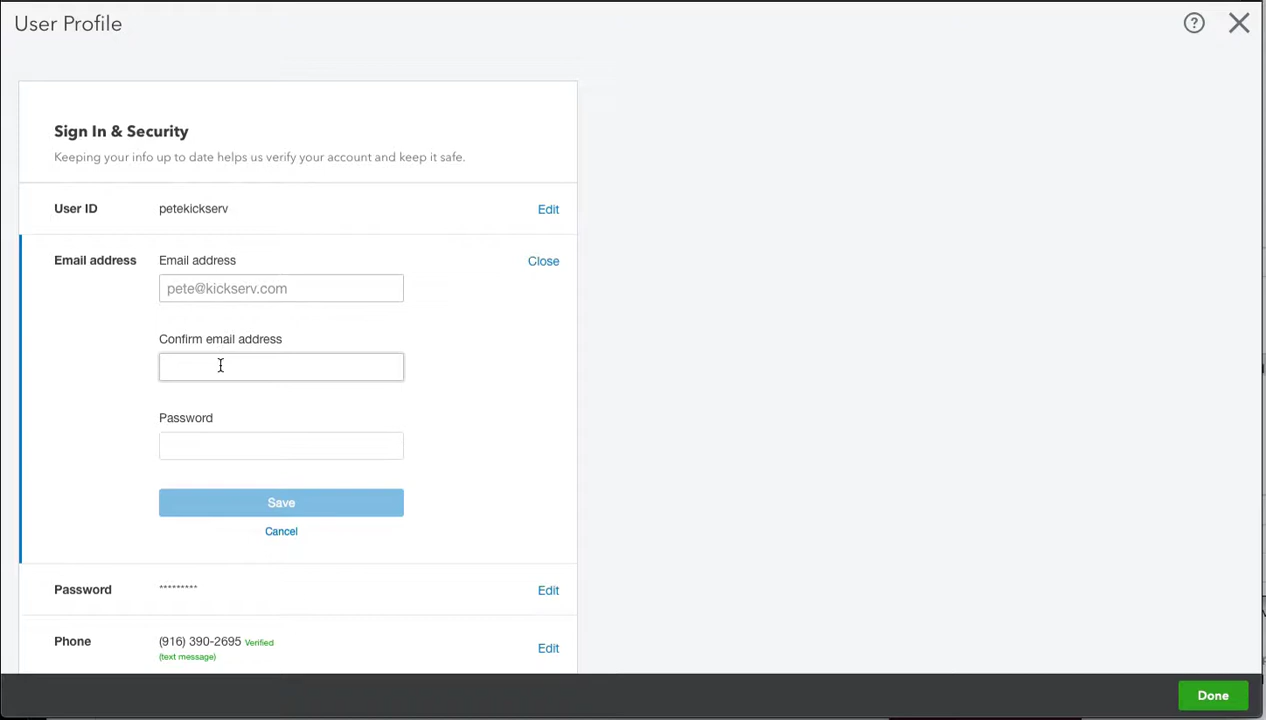 User Profile
?
Sign In & Security
Keeping your info up to date helps us verify your account and keep it safe.
User ID petekickserv Edit
Email address Email address Close
pete@kickserv.com
Confirm email address
Password
Save
Cancel
Password ********* Edit
Phone (916) 390-2695 Verified Edit
(text message)
Done